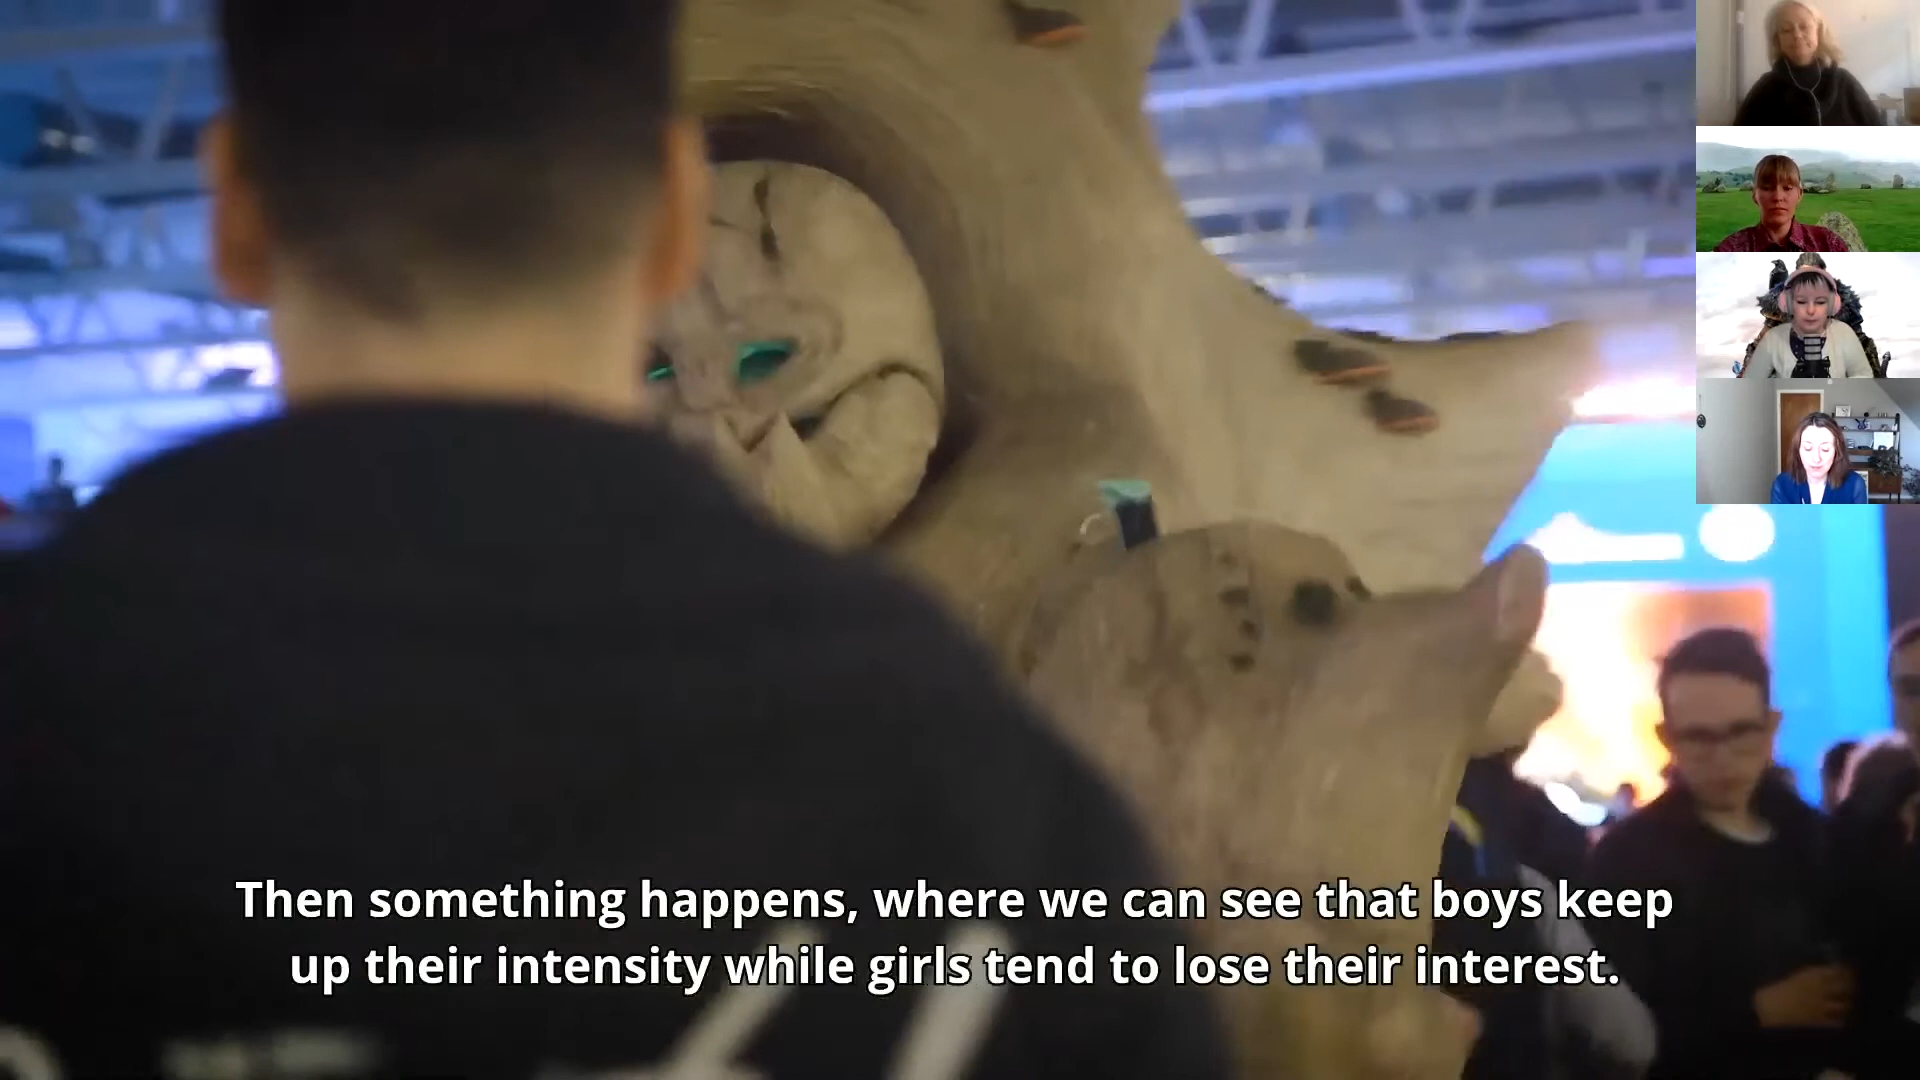 Then something happens, where we can see that boys keep
up their intensity while girls tend to lose their interest.